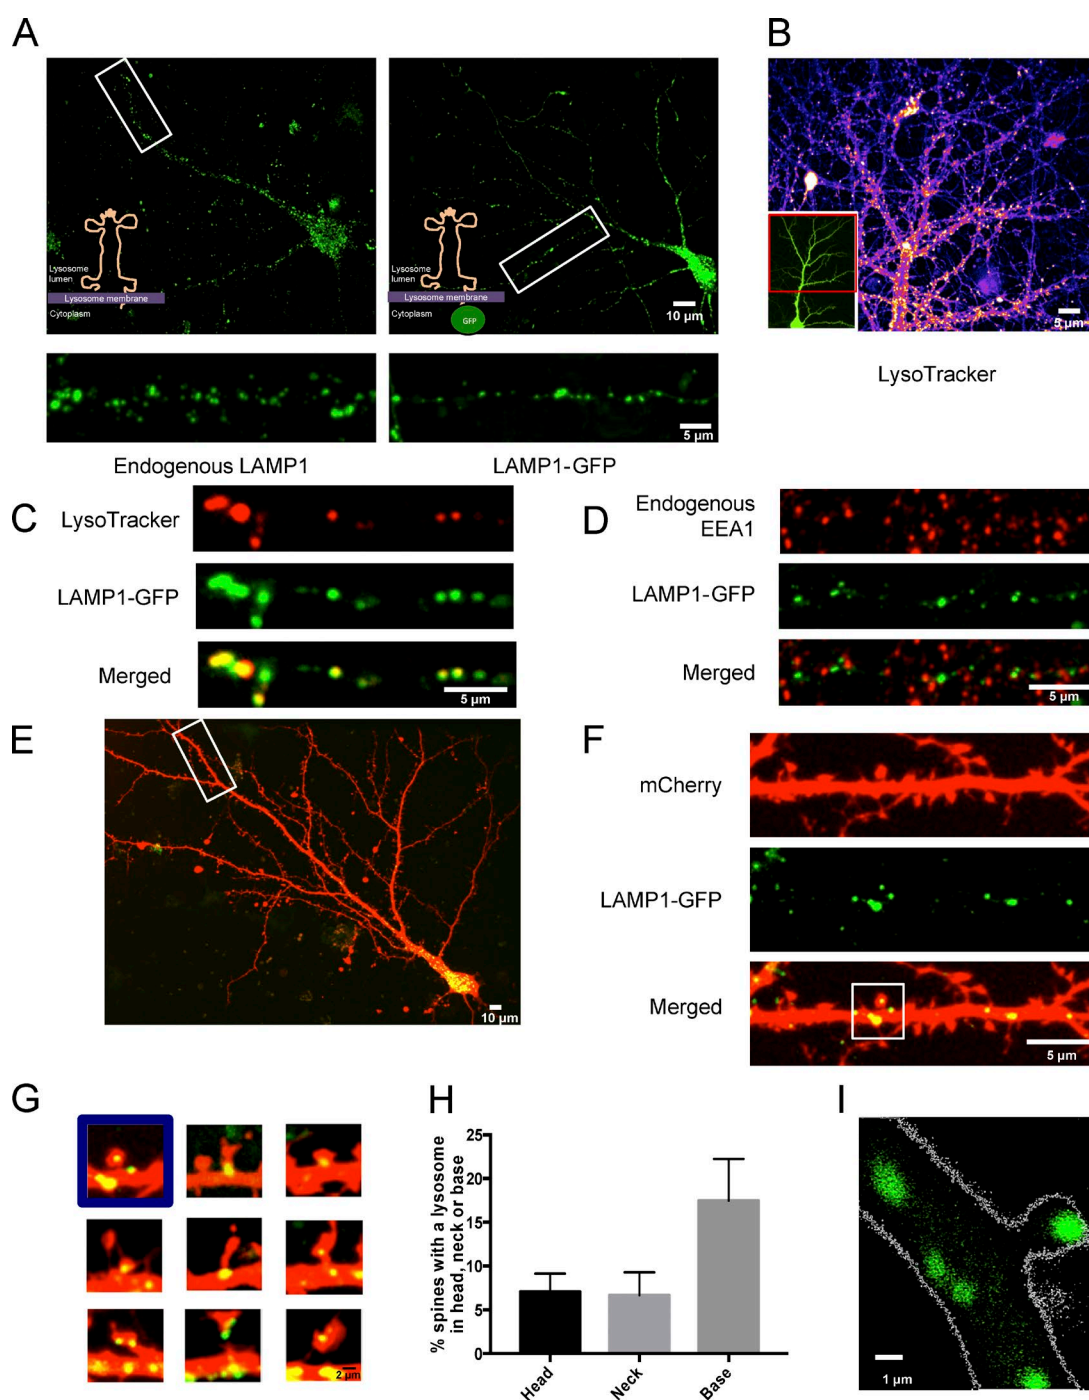 A
Lysosome
lumen
Lysosome membrane
Cytoplasm
Lysosome
lumen
Lysosome membrane
Cytoplasm
GFP
10 µm
5 µm
Endogenous LAMP1
LAMP1-GFP
B
5 µm
LysoTracker
C
LysoTracker
LAMP1-GFP
Merged
5 µm
D
Endogenous
EEA1
LAMP1-GFP
Merged
5 µm
E
10 µm
F
mCherry
LAMP1-GFP
Merged
5 µm
G
2 µm
H
% spines with a lysosome
in head, neck or base
25
20
15
10
5
0
Head
Neck
Base
I
1 µm